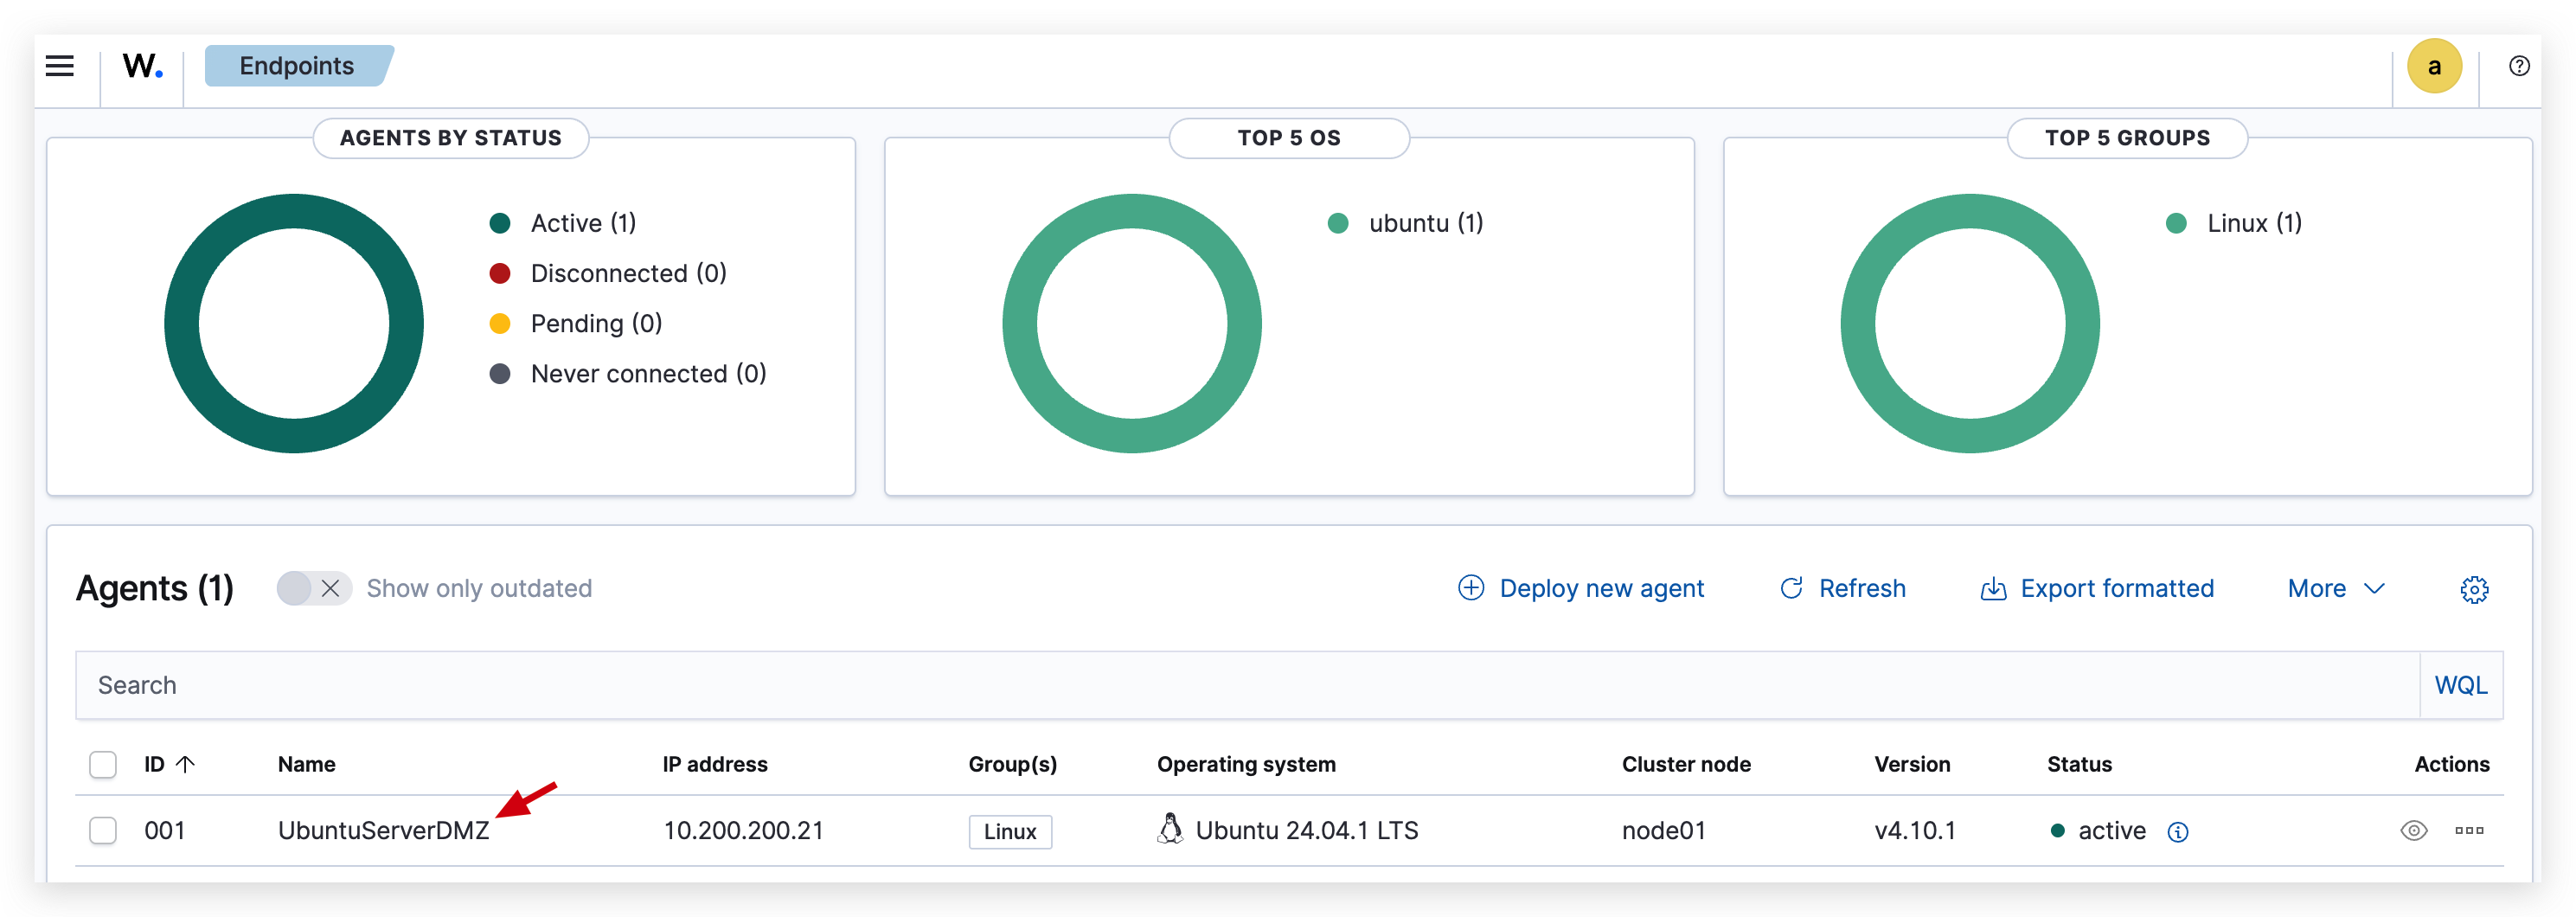 W. Endpoints a
AGENTS BY STATUS
Active (1)
Disconnected (0)
Pending (0)
Never connected (0)
TOP 5 OS
ubuntu (1)
TOP 5 GROUPS
Linux (1)
Agents (1) Show only outdated Deploy new agent Refresh Export formatted More
Search WQL
ID Name IP address Group(s) Operating system Cluster node Version Status Actions
001 UbuntuServerDMZ 10.200.200.21 Linux Ubuntu 24.04.1 LTS node01 v4.10.1 active